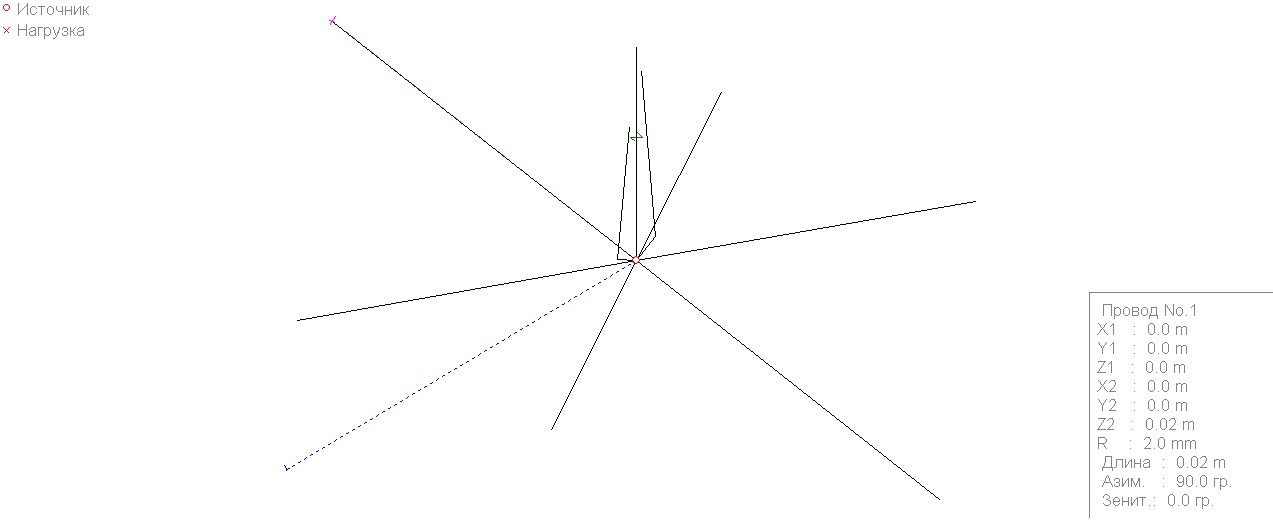 Источник
Нагрузка
Провод No.1
X1 : 0.0 m
Y1 : 0.0 m
Z1 : 0.0 m
X2 : 0.0 m
Y2 : 0.0 m
Z2 : 0.02 m
R : 2.0 mm
Длина : 0.02 m
Азим. : 90.0 гр.
Зенит.: 0.0 гр.